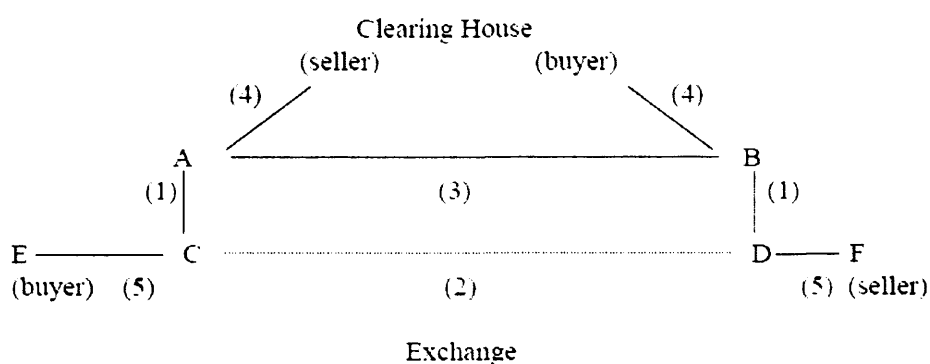 Clearing House
(seller) (buyer)
(4) (4)
A B
(1) (3) (1)
E C D F
(buyer) (5) (2) (5) (seller)
Exchange